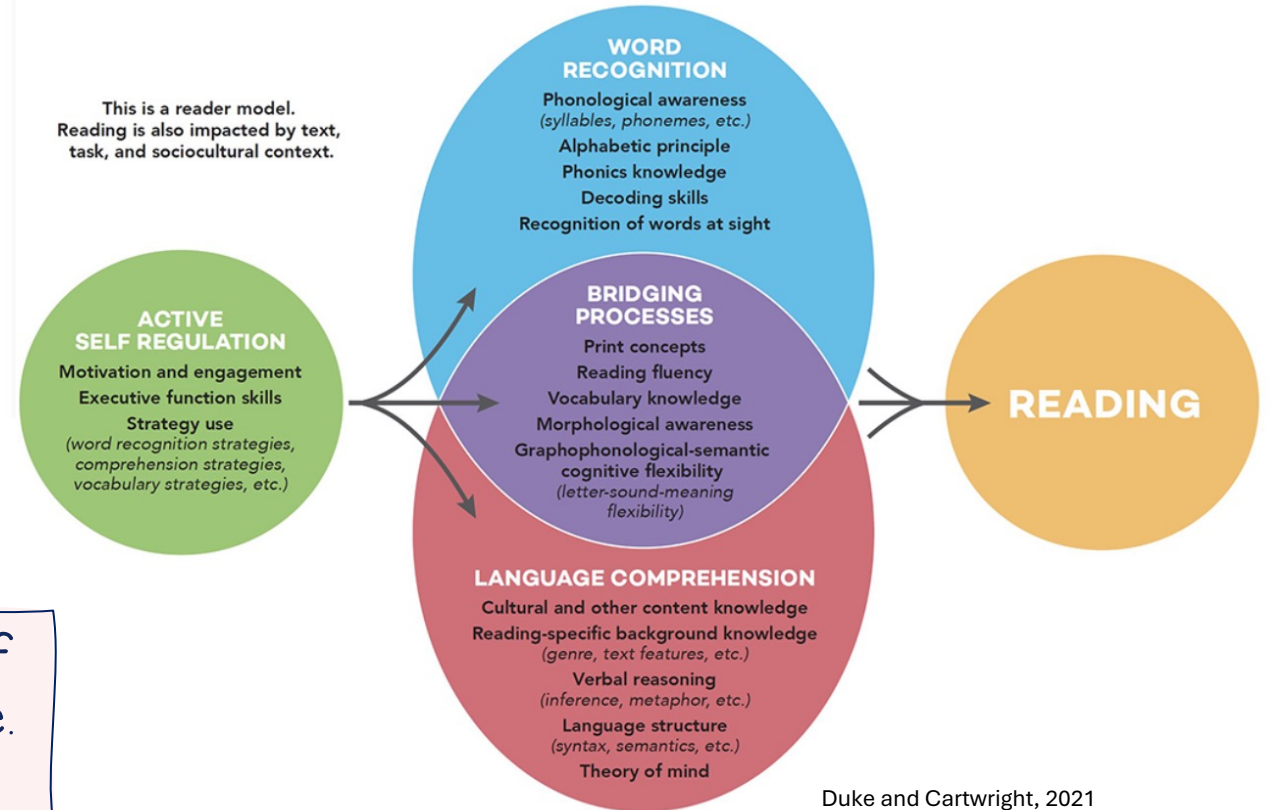 This is a reader model.
Reading is also impacted by text,
task, and sociocultural context.
ACTIVE
SELF REGULATION
Motivation and engagement
Executive function skills
Strategy use
(word recognition strategies,
comprehension strategies,
vocabulary strategies, etc.)
WORD
RECOGNITION
Phonological awareness
(syllables, phonemes, etc.)
Alphabetic principle
Phonics knowledge
Decoding skills
Recognition of words at sight
BRIDGING
PROCESSES
Print concepts
Reading fluency
Vocabulary knowledge
Morphological awareness
Graphophonological-semantic
cognitive flexibility
(letter-sound-meaning
flexibility)
LANGUAGE COMPREHENSION
Cultural and other content knowledge
Reading-specific background knowledge
(genre, text features, etc.)
Verbal reasoning
(inference, metaphor, etc.)
Language structure
(syntax, semantics, etc.)
Theory of mind
READING
Duke and Cartwright, 2021